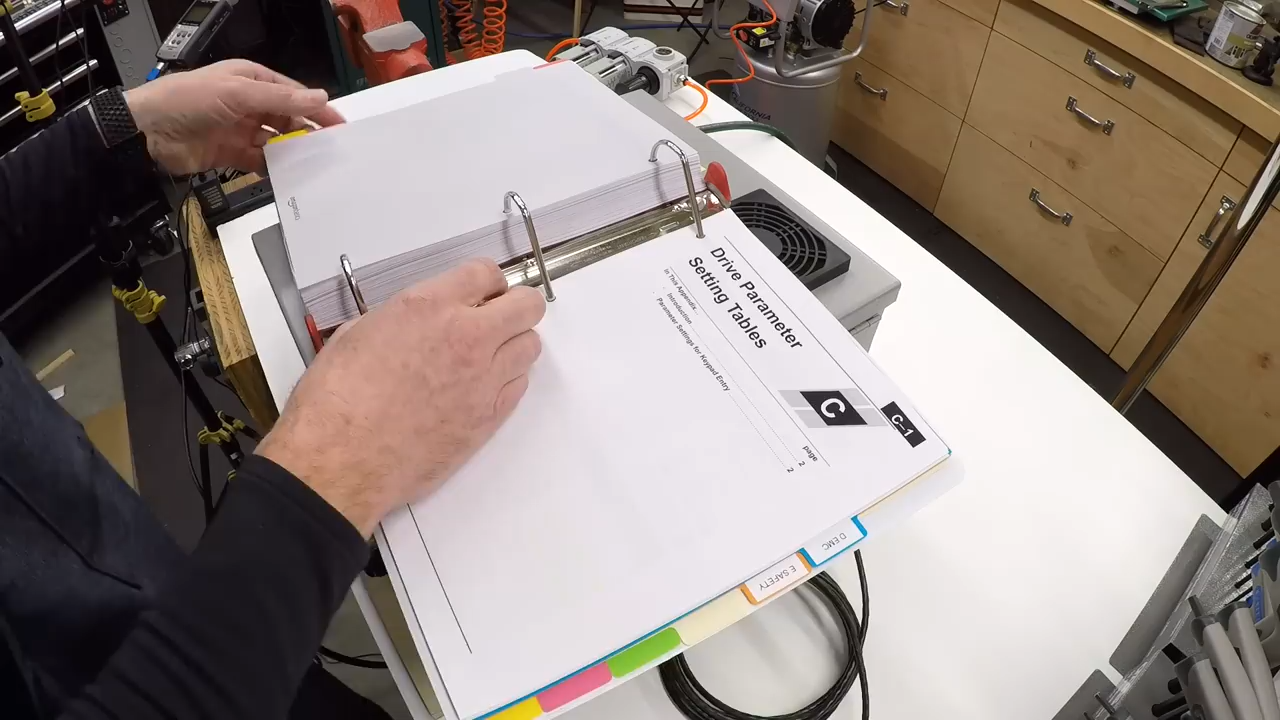 Drive Parameter
Setting Tables
In This Appendix....
page
Introduction
2
Parameter Settings for Keypad Entry
2
C
C–1
D EMC
E SAFETY
CALIFORNIA